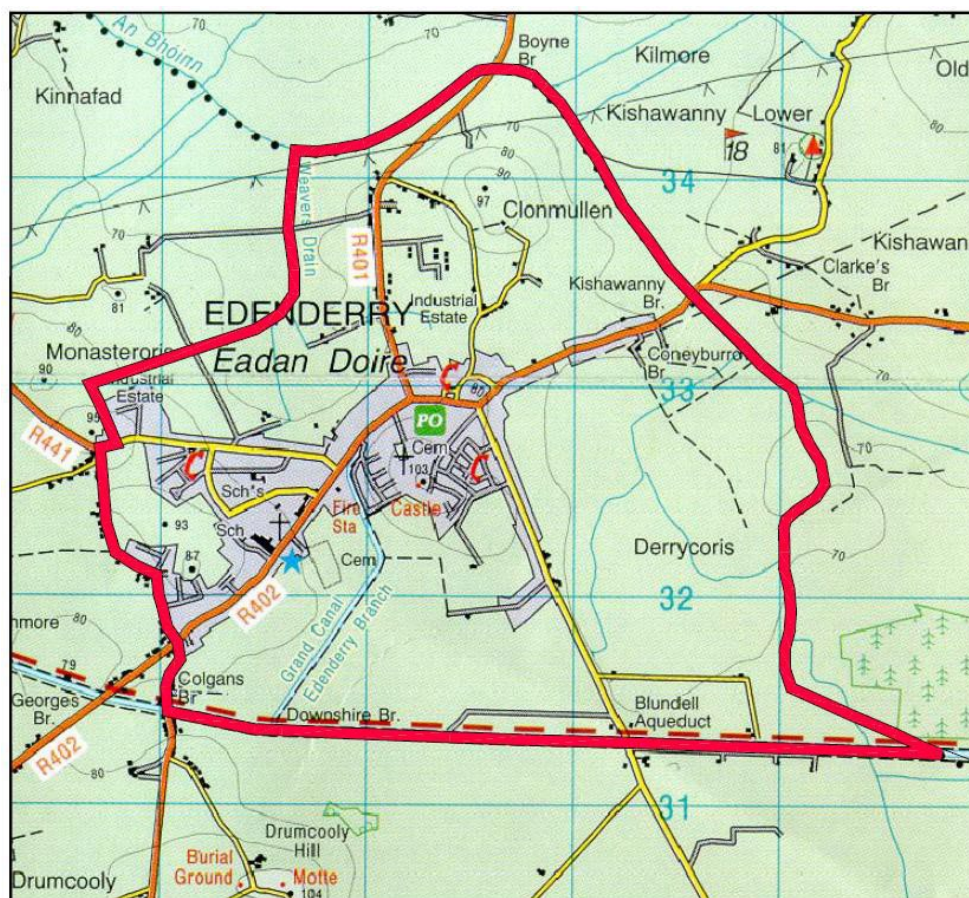 70
70
Boyne
Br
Kilmore
Old
An Bhóinn
Kinnafad
70
80
90
97
Kishawanny Lower
18
81
34
Weavers Drain
70
Clonmullen
R401
Kishawan
Clarke's
Br
Kishawanny
Br.
81
Industrial
Estate
EDENDERRY
Eadan Doire
80
Monasteroris
90
Industrial
Estate
Coneyburro
Br
80
33
80
95
R441
PO
Cem
103
Sch's
70
Fire
Sta
Castle
93
Sch
87
Cem
Derrycoris
70
R402
32
80
nmore
Grand Canal
Edenderry Branch
79
Colgans
Br
Georges
Br.
Downshire Br.
Blundell
Aqueduct
R402
80
31
Drumcooly
Hill
Burial
Ground
Motte
Drumcooly
104